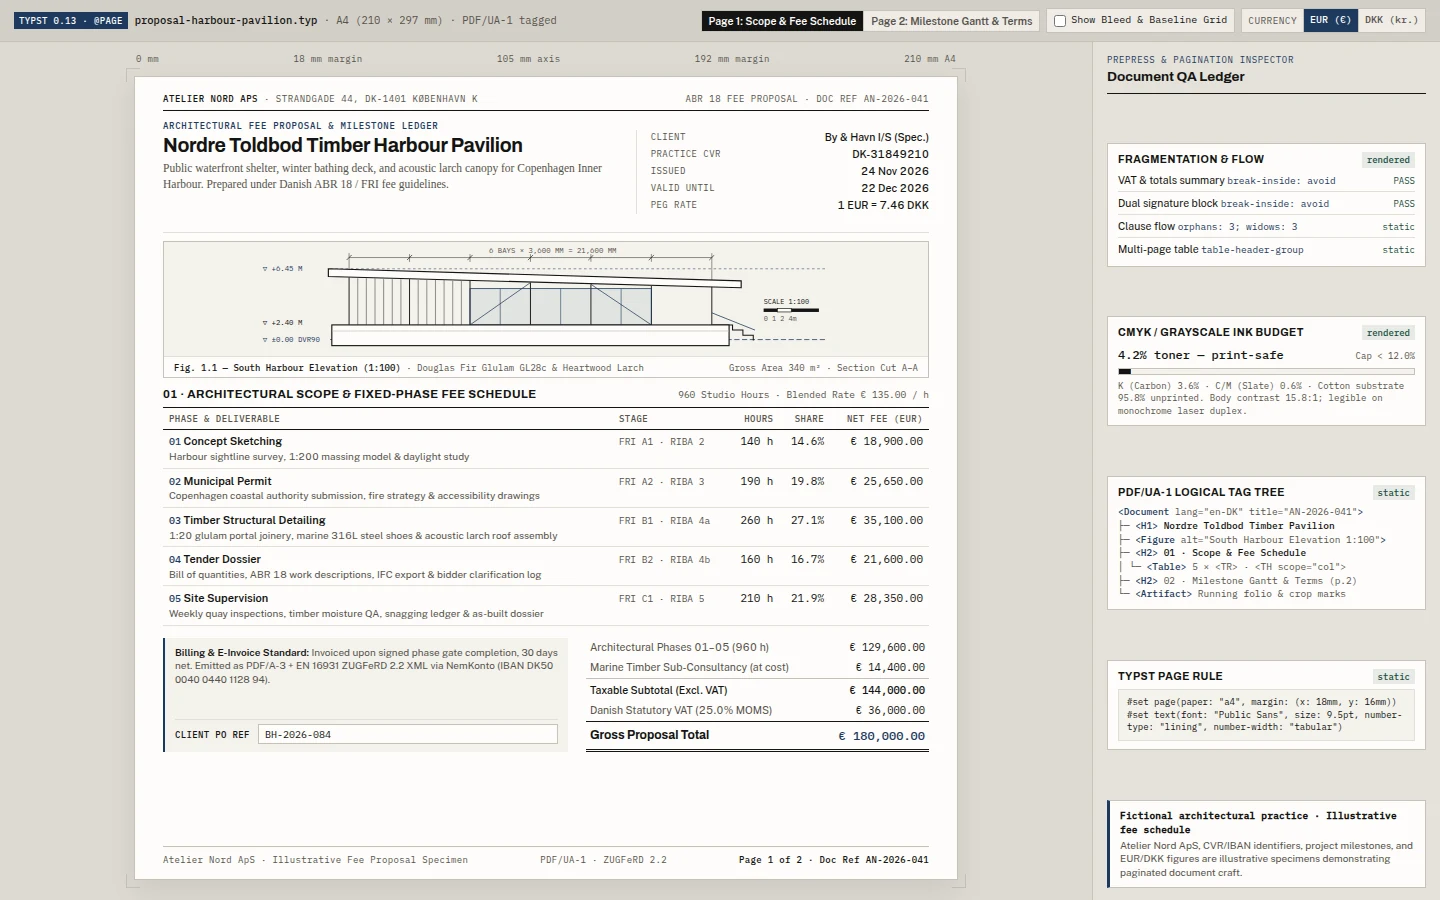 TYPST 0.13 · @PAGE proposal-harbour-pavilion.typ · A4 (210 × 297 mm) · PDF/UA-1 tagged
Page 1: Scope & Fee Schedule Page 2: Milestone Gantt & Terms Show Bleed & Baseline Grid CURRENCY EUR (€) DKK (kr.)
0 mm 18 mm margin 105 mm axis 192 mm margin 210 mm A4
ATELIER NORD APS · STRANDGADE 44, DK-1401 KØBENHAVN K ABR 18 FEE PROPOSAL · DOC REF AN-2026-041
ARCHITECTURAL FEE PROPOSAL & MILESTONE LEDGER
Nordre Toldbod Timber Harbour Pavilion
Public waterfront shelter, winter bathing deck, and acoustic larch canopy for Copenhagen Inner
Harbour. Prepared under Danish ABR 18 / FRI fee guidelines.
CLIENT By & Havn I/S (Spec.)
PRACTICE CVR DK-31849210
ISSUED 24 Nov 2026
VALID UNTIL 22 Dec 2026
PEG RATE 1 EUR = 7.46 DKK
6 BAYS × 3,600 MM = 21,600 MM
▽ +6.45 M
SCALE 1:100
0 1 2 4m
▽ +2.40 M
▽ ±0.00 DVR90
Fig. 1.1 — South Harbour Elevation (1:100) · Douglas Fir Glulam GL28c & Heartwood Larch Gross Area 340 m² · Section Cut A–A
01 · ARCHITECTURAL SCOPE & FIXED-PHASE FEE SCHEDULE 960 Studio Hours · Blended Rate € 135.00 / h
PHASE & DELIVERABLE STAGE HOURS SHARE NET FEE (EUR)
01 Concept Sketching FRI A1 · RIBA 2 140 h 14.6% € 18,900.00
Harbour sightline survey, 1:200 massing model & daylight study
02 Municipal Permit FRI A2 · RIBA 3 190 h 19.8% € 25,650.00
Copenhagen coastal authority submission, fire strategy & accessibility drawings
03 Timber Structural Detailing FRI B1 · RIBA 4a 260 h 27.1% € 35,100.00
1:20 glulam portal joinery, marine 316L steel shoes & acoustic larch roof assembly
04 Tender Dossier FRI B2 · RIBA 4b 160 h 16.7% € 21,600.00
Bill of quantities, ABR 18 work descriptions, IFC export & bidder clarification log
05 Site Supervision FRI C1 · RIBA 5 210 h 21.9% € 28,350.00
Weekly quay inspections, timber moisture QA, snagging ledger & as-built dossier
Billing & E-Invoice Standard: Invoiced upon signed phase gate completion, 30 days
net. Emitted as PDF/A-3 + EN 16931 ZUGFeRD 2.2 XML via NemKonto (IBAN DK50
0040 0440 1128 94).
CLIENT PO REF BH-2026-084
Architectural Phases 01–05 (960 h) € 129,600.00
Marine Timber Sub-Consultancy (at cost) € 14,400.00
Taxable Subtotal (Excl. VAT) € 144,000.00
Danish Statutory VAT (25.0% MOMS) € 36,000.00
Gross Proposal Total € 180,000.00
Atelier Nord ApS · Illustrative Fee Proposal Specimen PDF/UA-1 · ZUGFeRD 2.2 Page 1 of 2 · Doc Ref AN-2026-041
PREPRESS & PAGINATION INSPECTOR
Document QA Ledger
FRAGMENTATION & FLOW rendered
VAT & totals summary break-inside: avoid PASS
Dual signature block break-inside: avoid PASS
Clause flow orphans: 3; widows: 3 static
Multi-page table table-header-group static
CMYK / GRAYSCALE INK BUDGET rendered
4.2% toner — print-safe Cap < 12.0%
K (Carbon) 3.6% · C/M (Slate) 0.6% · Cotton substrate
95.8% unprinted. Body contrast 15.8:1; legible on
monochrome laser duplex.
PDF/UA-1 LOGICAL TAG TREE static
<Document lang="en-DK" title="AN-2026-041">
├─ <H1> Nordre Toldbod Timber Pavilion
├─ <Figure alt="South Harbour Elevation 1:100">
├─ <H2> 01 · Scope & Fee Schedule
│ └─ <Table> 5 × <TR> · <TH scope="col">
├─ <H2> 02 · Milestone Gantt & Terms (p.2)
└─ <Artifact> Running folio & crop marks
TYPST PAGE RULE static
#set page(paper: "a4", margin: (x: 18mm, y: 16mm))
#set text(font: "Public Sans", size: 9.5pt, number-
type: "lining", number-width: "tabular")
Fictional architectural practice · Illustrative
fee schedule
Atelier Nord ApS, CVR/IBAN identifiers, project milestones, and
EUR/DKK figures are illustrative specimens demonstrating
paginated document craft.